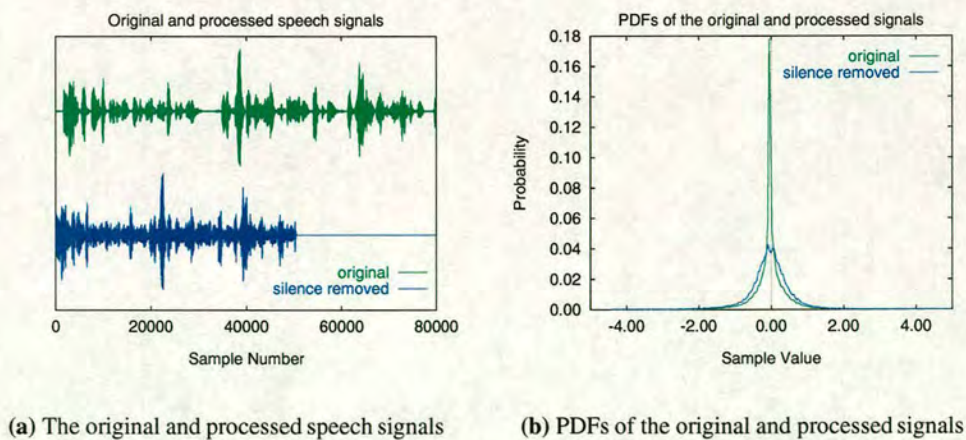 Original and processed speech signals
original
silence removed
0 20000 40000 60000 80000
Sample Number
(a) The original and processed speech signals
PDFs of the original and processed signals
0.18
0.16
0.14
0.12
0.10
0.08
0.06
0.04
0.02
0.00
Probability
original
silence removed
-4.00 -2.00 0.00 2.00 4.00
Sample Value
(b) PDFs of the original and processed signals